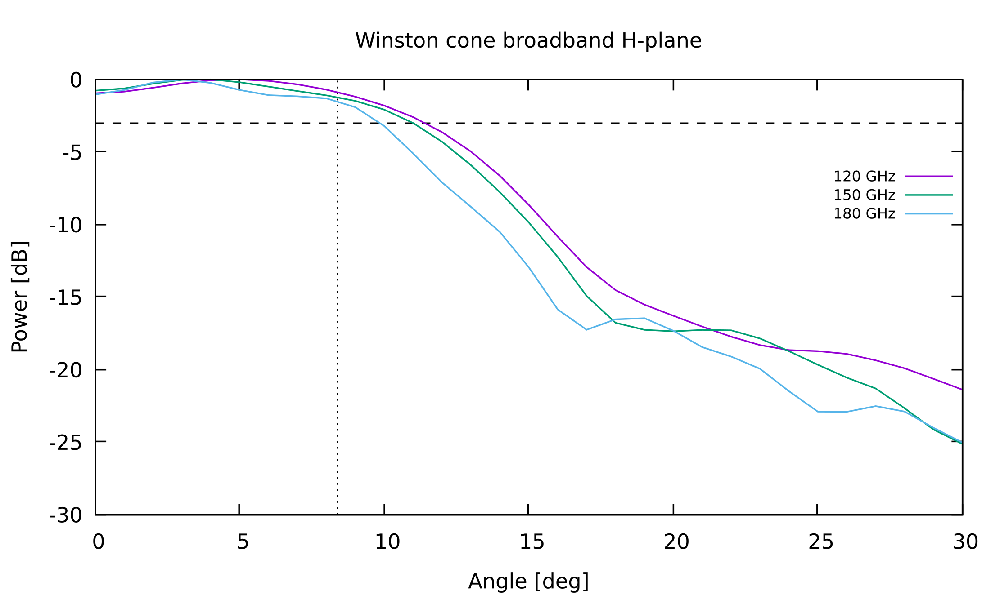 Winston cone broadband H-plane
0
-5
-10
-15
-20
-25
-30
Power [dB]
120 GHz
150 GHz
180 GHz
0 5 10 15 20 25 30
Angle [deg]